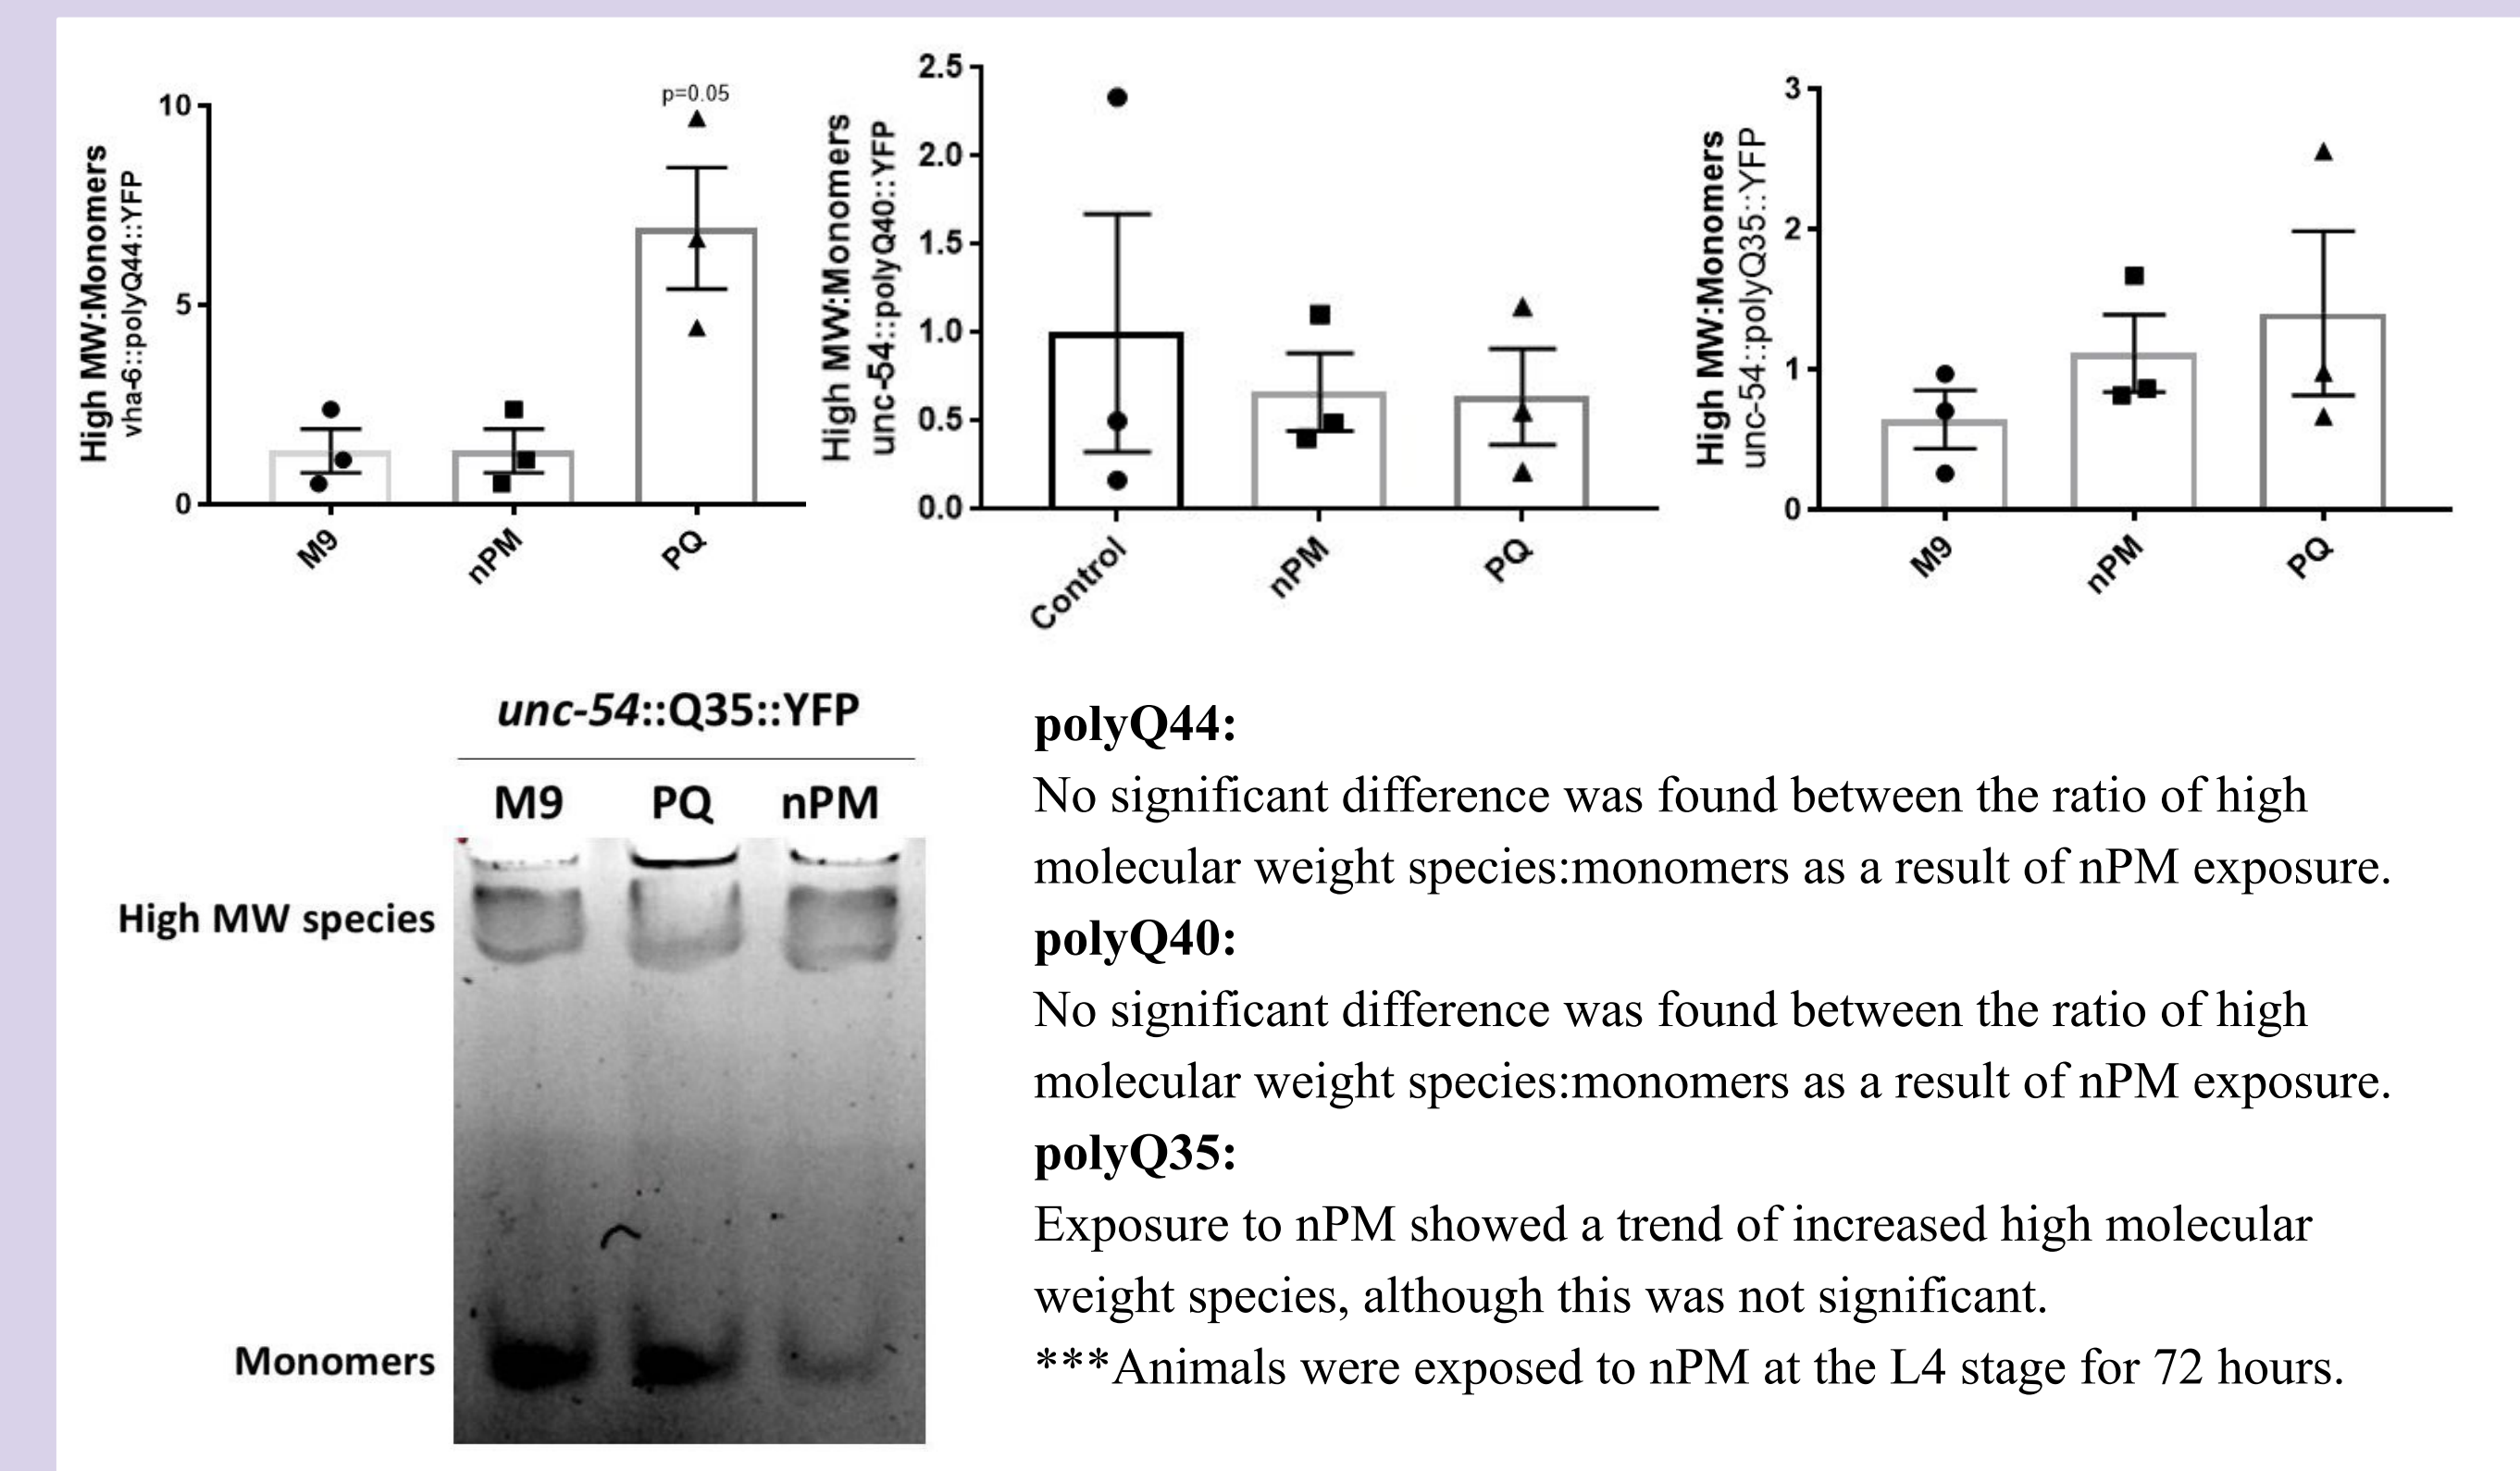 High MW:Monomers
vha-6::polyQ44::YFP
10
5
0
p=0.05
M9
nPM
PQ
High MW:Monomers
unc-54::polyQ40::YFP
2.5
2.0
1.5
1.0
0.5
0.0
Control
nPM
PQ
High MW:Monomers
unc-54::polyQ35::YFP
3
2
1
0
M9
nPM
PQ
unc-54::Q35::YFP
M9 PQ nPM
High MW species
Monomers
polyQ44:
No significant difference was found between the ratio of high
molecular weight species:monomers as a result of nPM exposure.
polyQ40:
No significant difference was found between the ratio of high
molecular weight species:monomers as a result of nPM exposure.
polyQ35:
Exposure to nPM showed a trend of increased high molecular
weight species, although this was not significant.
***Animals were exposed to nPM at the L4 stage for 72 hours.